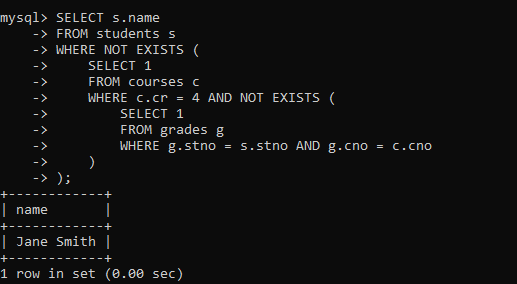 mysql> SELECT s.name
    -> FROM students s
    -> WHERE NOT EXISTS (
    ->     SELECT 1
    ->     FROM courses c
    ->     WHERE c.cr = 4 AND NOT EXISTS (
    ->         SELECT 1
    ->         FROM grades g
    ->         WHERE g.stno = s.stno AND g.cno = c.cno
    ->     )
    -> );
+------------+
| name       |
+------------+
| Jane Smith |
+------------+
1 row in set (0.00 sec)